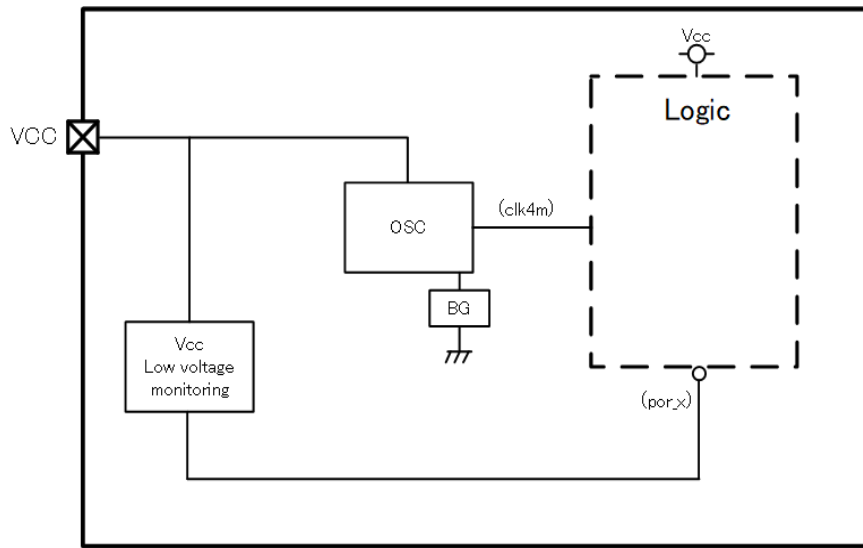 Vcc
Logic
VCC
OSC
(clk4m)
BG
Vcc
Low voltage
monitoring
(por_x)